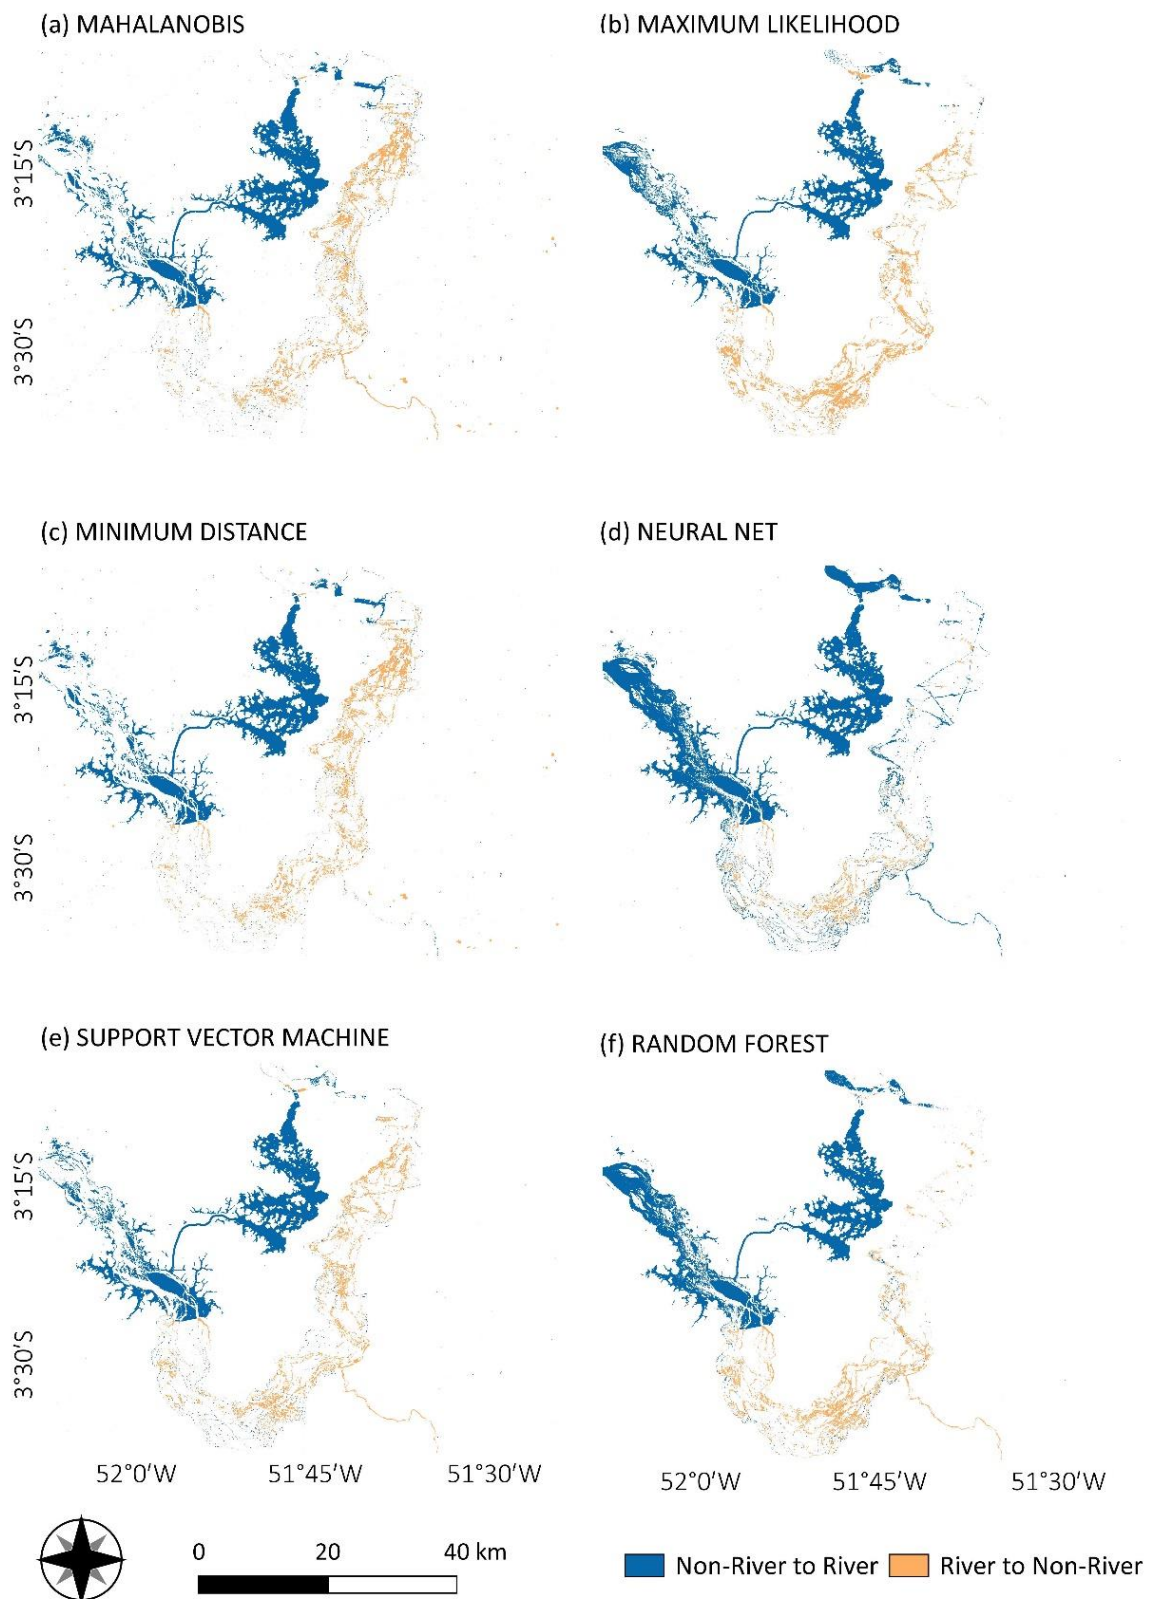 (a) MAHALANOBIS
(b) MAXIMUM LIKELIHOOD
3°15'S
3°30'S
(c) MINIMUM DISTANCE
(d) NEURAL NET
3°15'S
3°30'S
(e) SUPPORT VECTOR MACHINE
(f) RANDOM FOREST
3°15'S
3°30'S
52°0'W 51°45'W 51°30'W
52°0'W 51°45'W 51°30'W
0 20 40 km
Non-River to River
River to Non-River